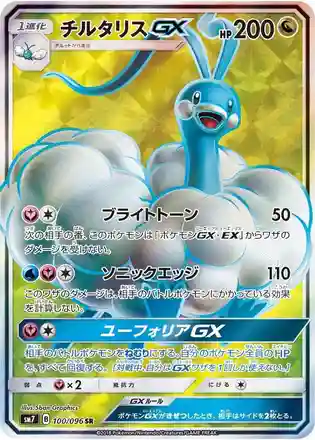 1進化 チルタリスGX HP200
チルットから進化
ブライトトーン 50
次の相手の番、このポケモンは「ポケモンGX・EX」からワザの
ダメージを受けない。
ソニックエッジ 110
このワザのダメージは、相手のバトルポケモンにかかっている効果
を計算しない。
ユーフォリアGX
相手のバトルポケモンをねむりにする。自分のポケモン全員のHP
を、すべて回復する。[対戦中、自分はGXワザを1回しか使えない。]
弱点 ×2 抵抗力 にげる
Illus. 5ban Graphics
GXルール
sm7 100/096 SR
ポケモンGXがきぜつしたとき、相手はサイドを2枚とる。
©2018 Pokémon/Nintendo/Creatures/GAME FREAK.